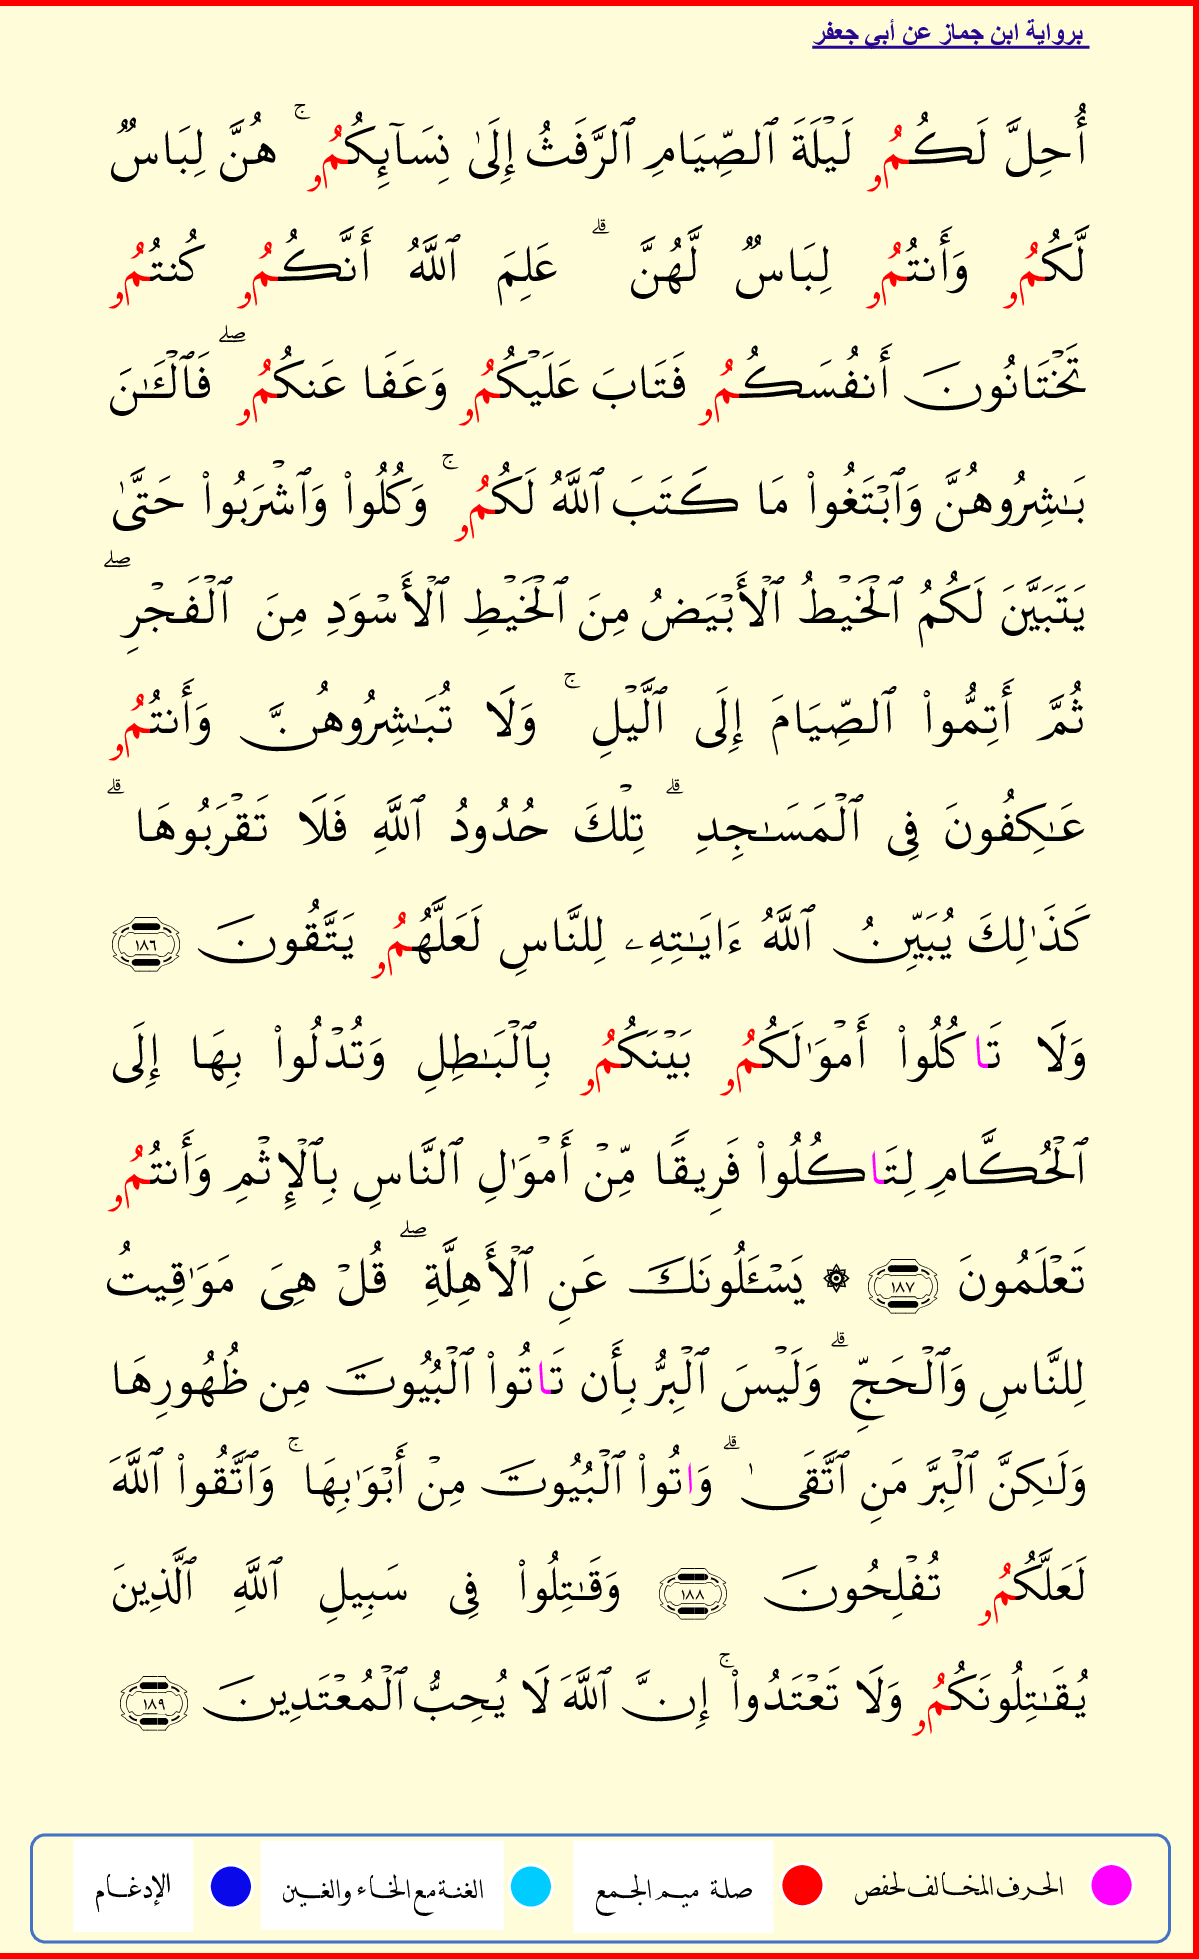 برواية ابن جماز عن أبي جعفر
أُحِلَّ لَكُمُۥ لَيۡلَةَ ٱلصِّيَامِ ٱلرَّفَثُ إِلَىٰ نِسَآئِكُمُۥۚ هُنَّ لِبَاسٞ
لَّكُمُۥ وَأَنتُمُۥ لِبَاسٞ لَّهُنَّۗ عَلِمَ ٱللَّهُ أَنَّكُمُۥ كُنتُمُۥ
تَخۡتَانُونَ أَنفُسَكُمُۥ فَتَابَ عَلَيۡكُمُۥ وَعَفَا عَنكُمُۥۖ فَٱلۡـَٰٔنَ
بَٰشِرُوهُنَّ وَٱبۡتَغُواْ مَا كَتَبَ ٱللَّهُ لَكُمُۥۚ وَكُلُواْ وَٱشۡرَبُواْ حَتَّىٰ
يَتَبَيَّنَ لَكُمُ ٱلۡخَيۡطُ ٱلۡأَبۡيَضُ مِنَ ٱلۡخَيۡطِ ٱلۡأَسۡوَدِ مِنَ ٱلۡفَجۡرِۖ
ثُمَّ أَتِمُّواْ ٱلصِّيَامَ إِلَى ٱلَّيۡلِۚ وَلَا تُبَٰشِرُوهُنَّ وَأَنتُمُۥ
عَٰكِفُونَ فِي ٱلۡمَسَٰجِدِۗ تِلۡكَ حُدُودُ ٱللَّهِ فَلَا تَقۡرَبُوهَاۗ
كَذَٰلِكَ يُبَيِّنُ ٱللَّهُ ءَايَٰتِهِۦ لِلنَّاسِ لَعَلَّهُمُۥ يَتَّقُونَ ١٨٦
وَلَا تَاكُلُواْ أَمۡوَٰلَكُمُۥ بَيۡنَكُمُۥ بِٱلۡبَٰطِلِ وَتُدۡلُواْ بِهَا إِلَى
ٱلۡحُكَّامِ لِتَاكُلُواْ فَرِيقٗا مِّنۡ أَمۡوَٰلِ ٱلنَّاسِ بِٱلۡإِثۡمِ وَأَنتُمُۥ
تَعۡلَمُونَ ١٨٧ ۞ يَسۡـَٔلُونَكَ عَنِ ٱلۡأَهِلَّةِۖ قُلۡ هِيَ مَوَٰقِيتُ
لِلنَّاسِ وَٱلۡحَجِّۗ وَلَيۡسَ ٱلۡبِرُّ بِأَن تَاتُواْ ٱلۡبُيُوتَ مِن ظُهُورِهَا
وَلَٰكِنَّ ٱلۡبِرَّ مَنِ ٱتَّقَىٰۗ وَاتُواْ ٱلۡبُيُوتَ مِنۡ أَبۡوَٰبِهَاۚ وَٱتَّقُواْ ٱللَّهَ
لَعَلَّكُمُۥ تُفۡلِحُونَ ١٨٨ وَقَٰتِلُواْ فِي سَبِيلِ ٱللَّهِ ٱلَّذِينَ
يُقَٰتِلُونَكُمُۥ وَلَا تَعۡتَدُوٓاْۚ إِنَّ ٱللَّهَ لَا يُحِبُّ ٱلۡمُعۡتَدِينَ ١٨٩
الحرف المخالف لحفص صلة ميم الجمع الغنة مع الخاء والغين الإدغام